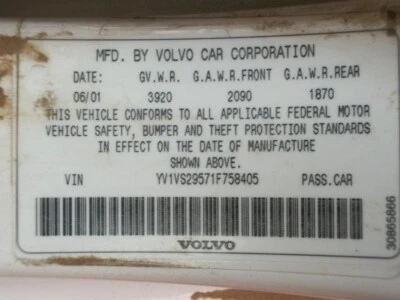 MFD. BY VOLVO CAR CORPORATION
DATE: GV.W.R. G.A.W.R.FRONT G.A.W.R.REAR
06/01 3920 2090 1870
THIS VEHICLE CONFORMS TO ALL APPLICABLE FEDERAL MOTOR
VEHICLE SAFETY, BUMPER AND THEFT PROTECTION STANDARDS
IN EFFECT ON THE DATE OF MANUFACTURE
SHOWN ABOVE.
VIN YV1VS29571F758405 PASS.CAR
VOLVO
30865866